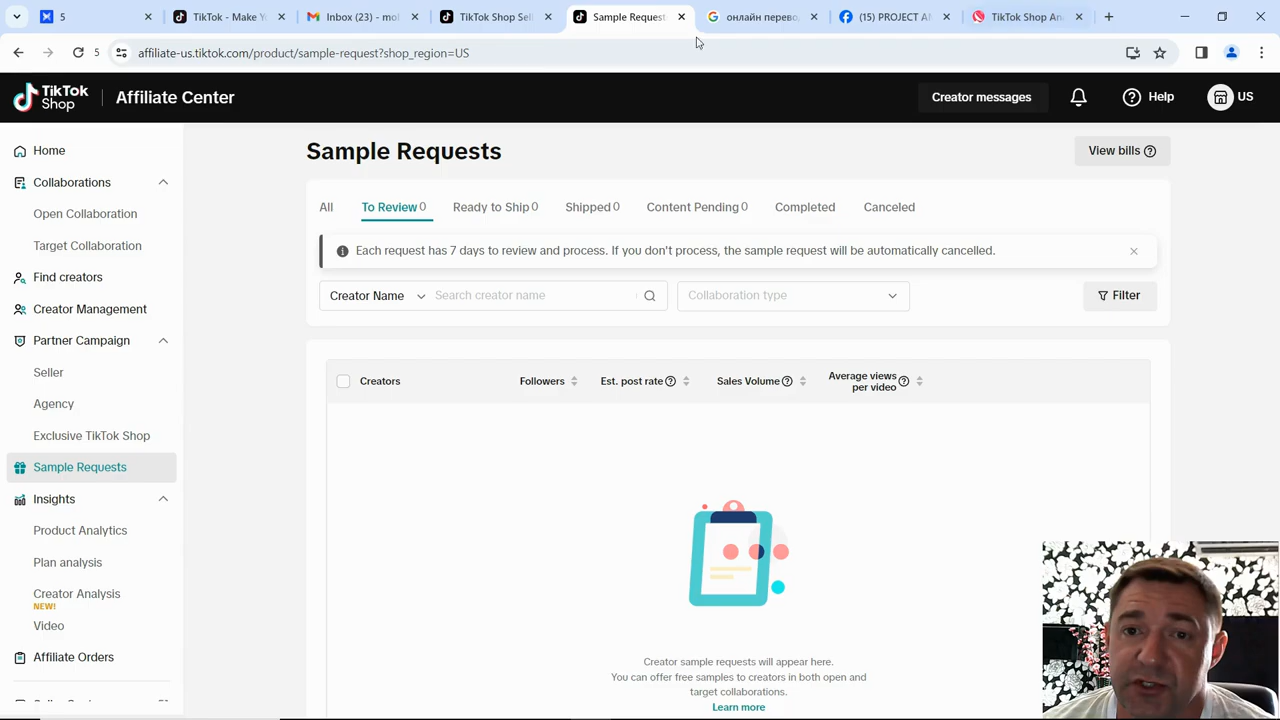 5
TikTok - Make Y
Inbox (23) - mol
TikTok Shop Sel
Sample Request
онлайн перево
(15) PROJECT A
TikTok Shop An
5
affiliate-us.tiktok.com/product/sample-request?shop_region=US
TikTok
Shop
Affiliate Center
Creator messages
Help
US
Home
Collaborations
Open Collaboration
Target Collaboration
Find creators
Creator Management
Partner Campaign
Seller
Agency
Exclusive TikTok Shop
Sample Requests
Insights
Product Analytics
Plan analysis
Creator Analysis
NEW!
Video
Affiliate Orders
Sample Requests
View bills
All
To Review 0
Ready to Ship 0
Shipped 0
Content Pending 0
Completed
Canceled
Each request has 7 days to review and process. If you don't process, the sample request will be automatically cancelled.
Creator Name
Search creator name
Collaboration type
Filter
Creators
Followers
Est. post rate
Sales Volume
Average views
per video
Creator sample requests will appear here.
You can offer free samples to creators in both open and
target collaborations.
Learn more